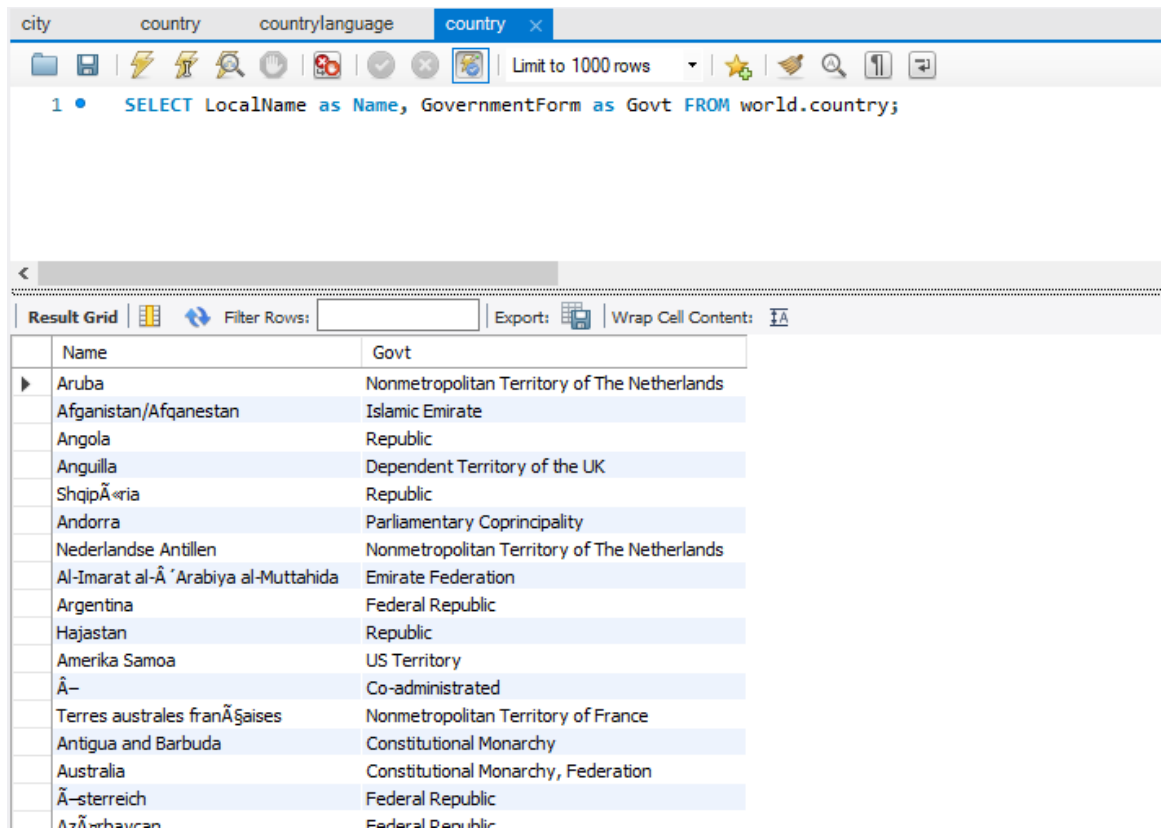 city country countrylanguage country
Limit to 1000 rows
1 SELECT LocalName as Name, GovernmentForm as Govt FROM world.country;
Result Grid Filter Rows: Export: Wrap Cell Content:
Name Govt
Aruba Nonmetropolitan Territory of The Netherlands
Afganistan/Afqanestan Islamic Emirate
Angola Republic
Anguilla Dependent Territory of the UK
ShqipÃ«ria Republic
Andorra Parliamentary Coprincipality
Nederlandse Antillen Nonmetropolitan Territory of The Netherlands
Al-Imarat al-Â´Arabiya al-Muttahida Emirate Federation
Argentina Federal Republic
Hajastan Republic
Amerika Samoa US Territory
Â– Co-administrated
Terres australes franÃ§aises Nonmetropolitan Territory of France
Antigua and Barbuda Constitutional Monarchy
Australia Constitutional Monarchy, Federation
Ã–sterreich Federal Republic
Federal Republic